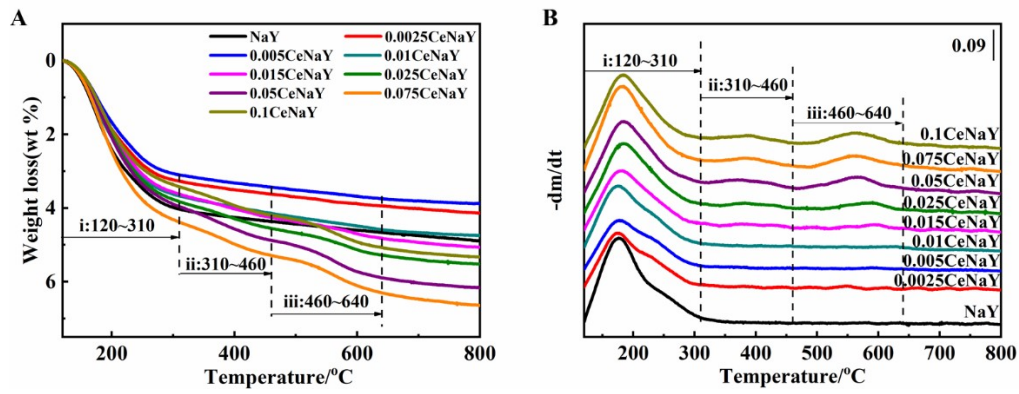 A
NaY
0.0025CeNaY
0.005CeNaY
0.01CeNaY
0.015CeNaY
0.025CeNaY
0.05CeNaY
0.075CeNaY
0.1CeNaY
0
2
4
6
Weight loss(wt %)
i:120~310
ii:310~460
iii:460~640
200
400
600
800
Temperature/°C
B
0.09
i:120~310
ii:310~460
iii:460~640
0.1CeNaY
0.075CeNaY
0.05CeNaY
0.025CeNaY
0.015CeNaY
0.01CeNaY
0.005CeNaY
0.0025CeNaY
NaY
-dm/dt
200
300
400
500
600
700
800
Temperature/°C